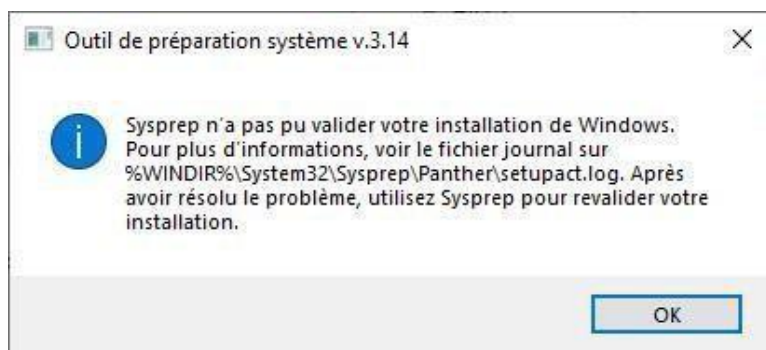 Outil de préparation système v.3.14
Sysprep n'a pas pu valider votre installation de Windows.
Pour plus d'informations, voir le fichier journal sur
%WINDIR%\System32\Sysprep\Panther\setupact.log. Après
avoir résolu le problème, utilisez Sysprep pour revalider votre
installation.
OK